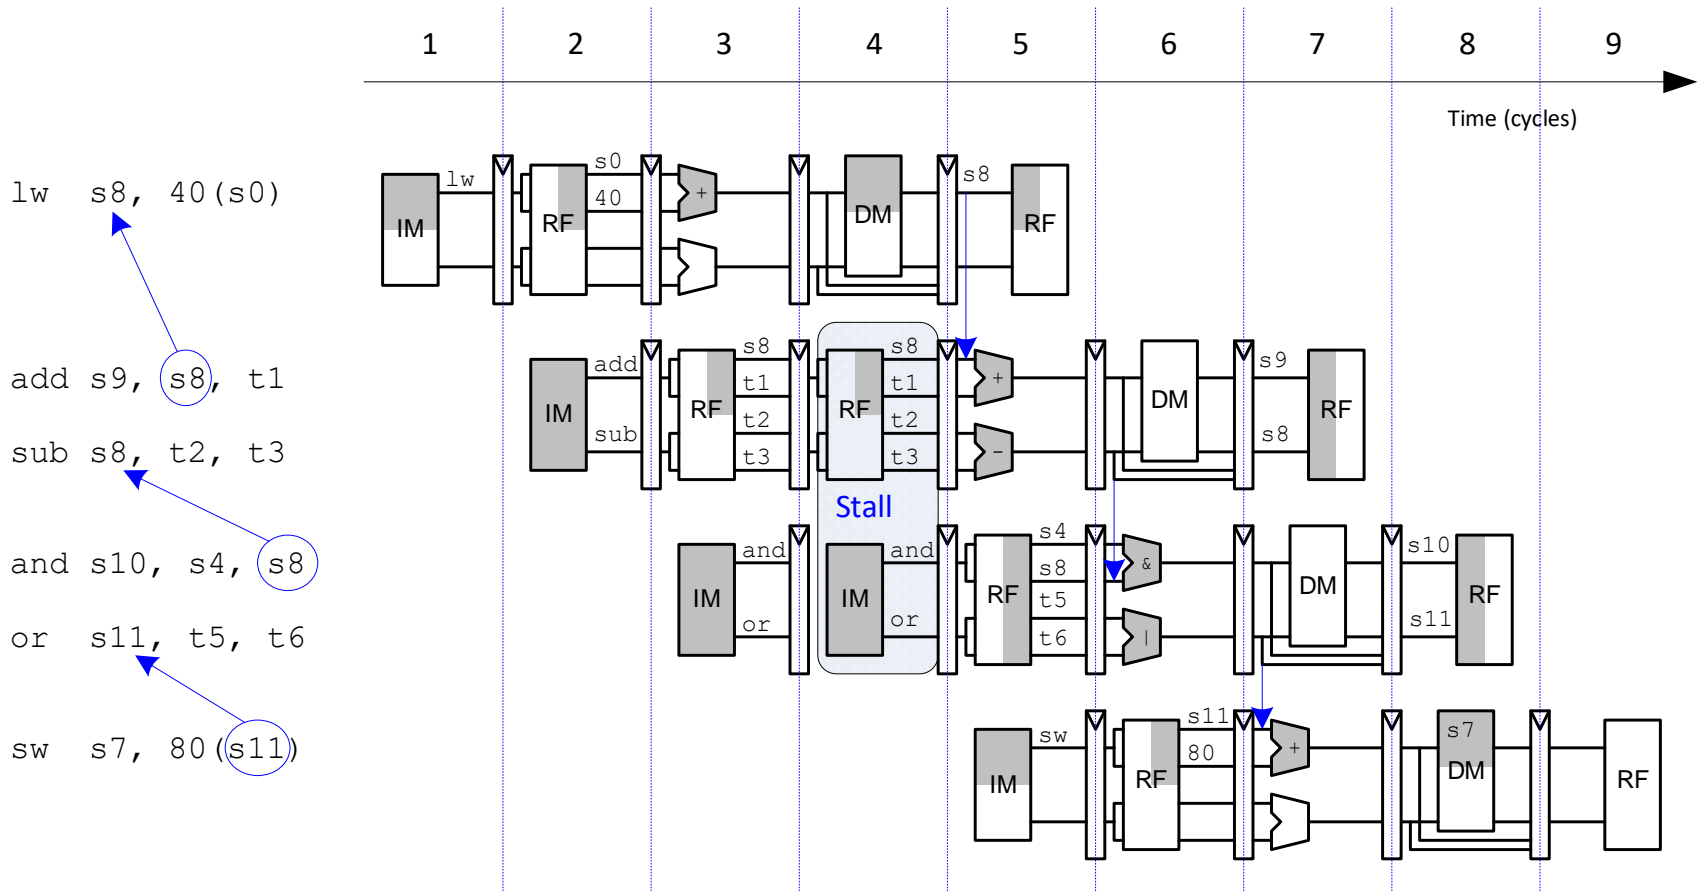 1 2 3 4 5 6 7 8 9
Time (cycles)
lw s8, 40(s0)
IM lw RF s0 40 + DM s8 RF
add s9, s8, t1
sub s8, t2, t3
IM add sub RF s8 t1 t2 t3 RF s8 t1 t2 t3 + - DM s9 s8 RF
Stall
and s10, s4, s8
or s11, t5, t6
IM and or IM and or RF s4 s8 t5 t6 & | DM s10 s11 RF
sw s7, 80(s11)
IM sw RF s11 80 + s7 DM RF